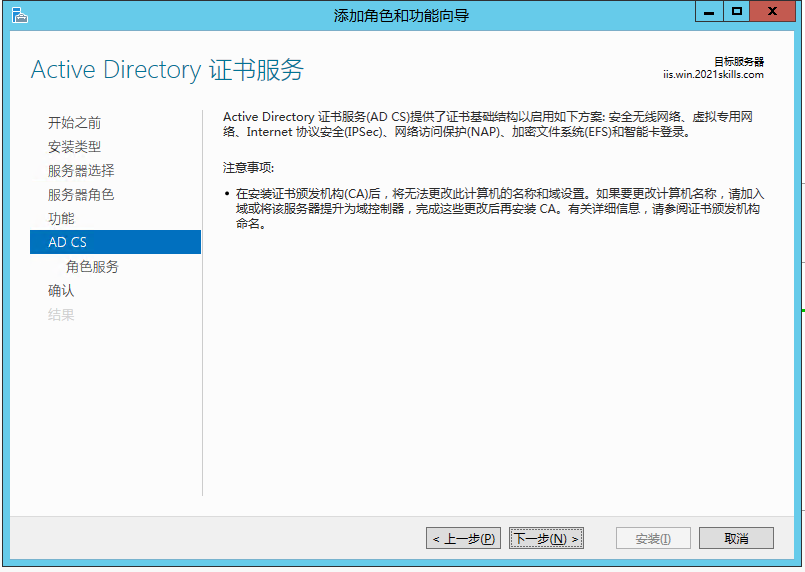 添加角色和功能向导
Active Directory 证书服务
目标服务器
iis.win.2021skills.com
开始之前
安装类型
服务器选择
服务器角色
功能
AD CS
角色服务
确认
结果
Active Directory 证书服务(AD CS)提供了证书基础结构以启用如下方案: 安全无线网络、虚拟专用网
络、Internet 协议安全(IPSec)、网络访问保护(NAP)、加密文件系统(EFS)和智能卡登录。
注意事项:
• 在安装证书颁发机构(CA)后，将无法更改此计算机的名称和域设置。如果要更改计算机名称，请加入
域或将该服务器提升为域控制器，完成这些更改后再安装 CA。有关详细信息，请参阅证书颁发机构
命名。
< 上一步(P)
下一步(N) >
安装(I)
取消